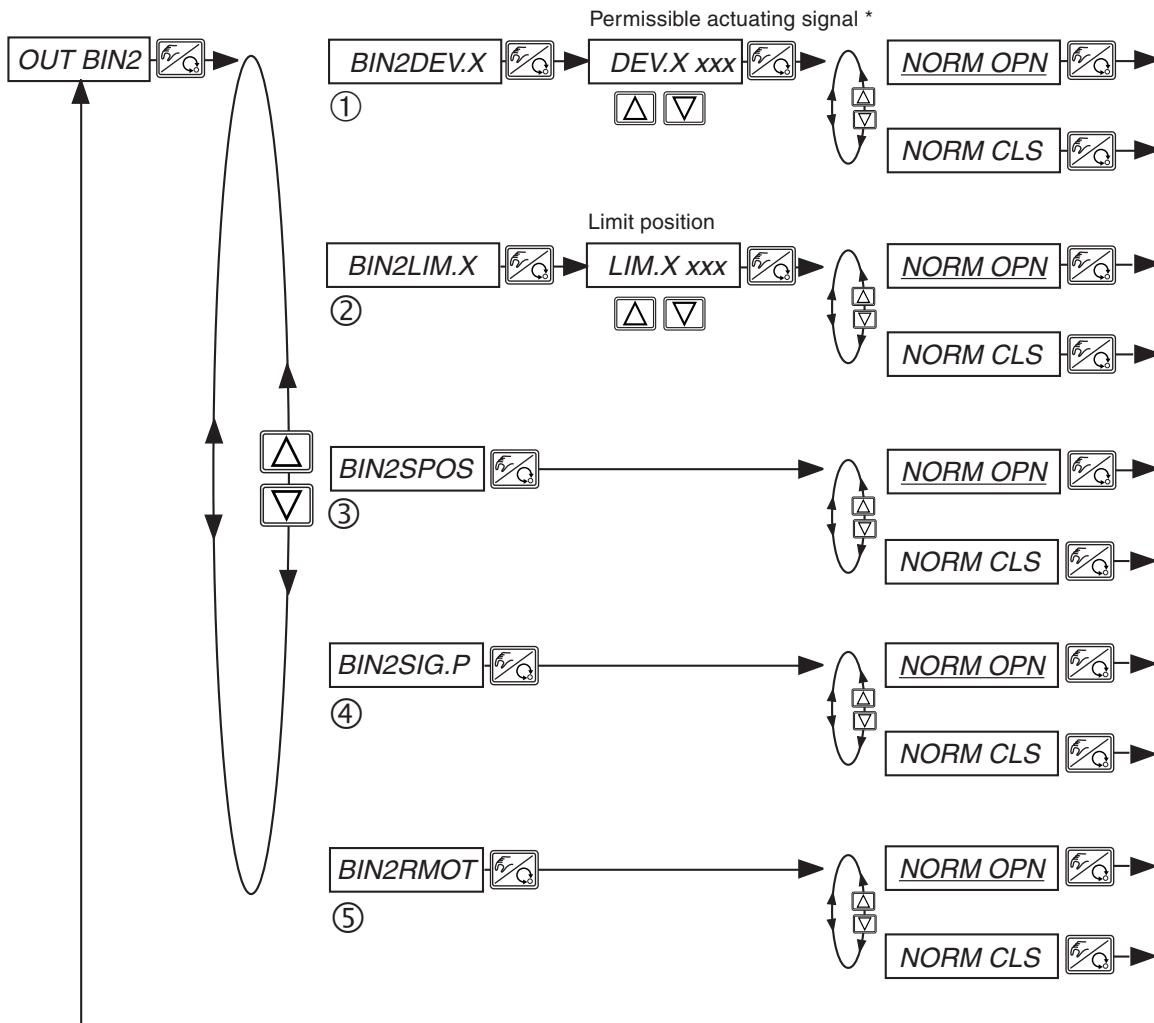 Permissible actuating signal *
OUT BIN2
BIN2DEV.X
DEV.X xxx
NORM OPN
①
NORM CLS
Limit position
BIN2LIM.X
LIM.X xxx
NORM OPN
②
NORM CLS
BIN2SPOS
NORM OPN
③
NORM CLS
BIN2SIG.P
NORM OPN
④
NORM CLS
BIN2RMOT
NORM OPN
⑤
NORM CLS